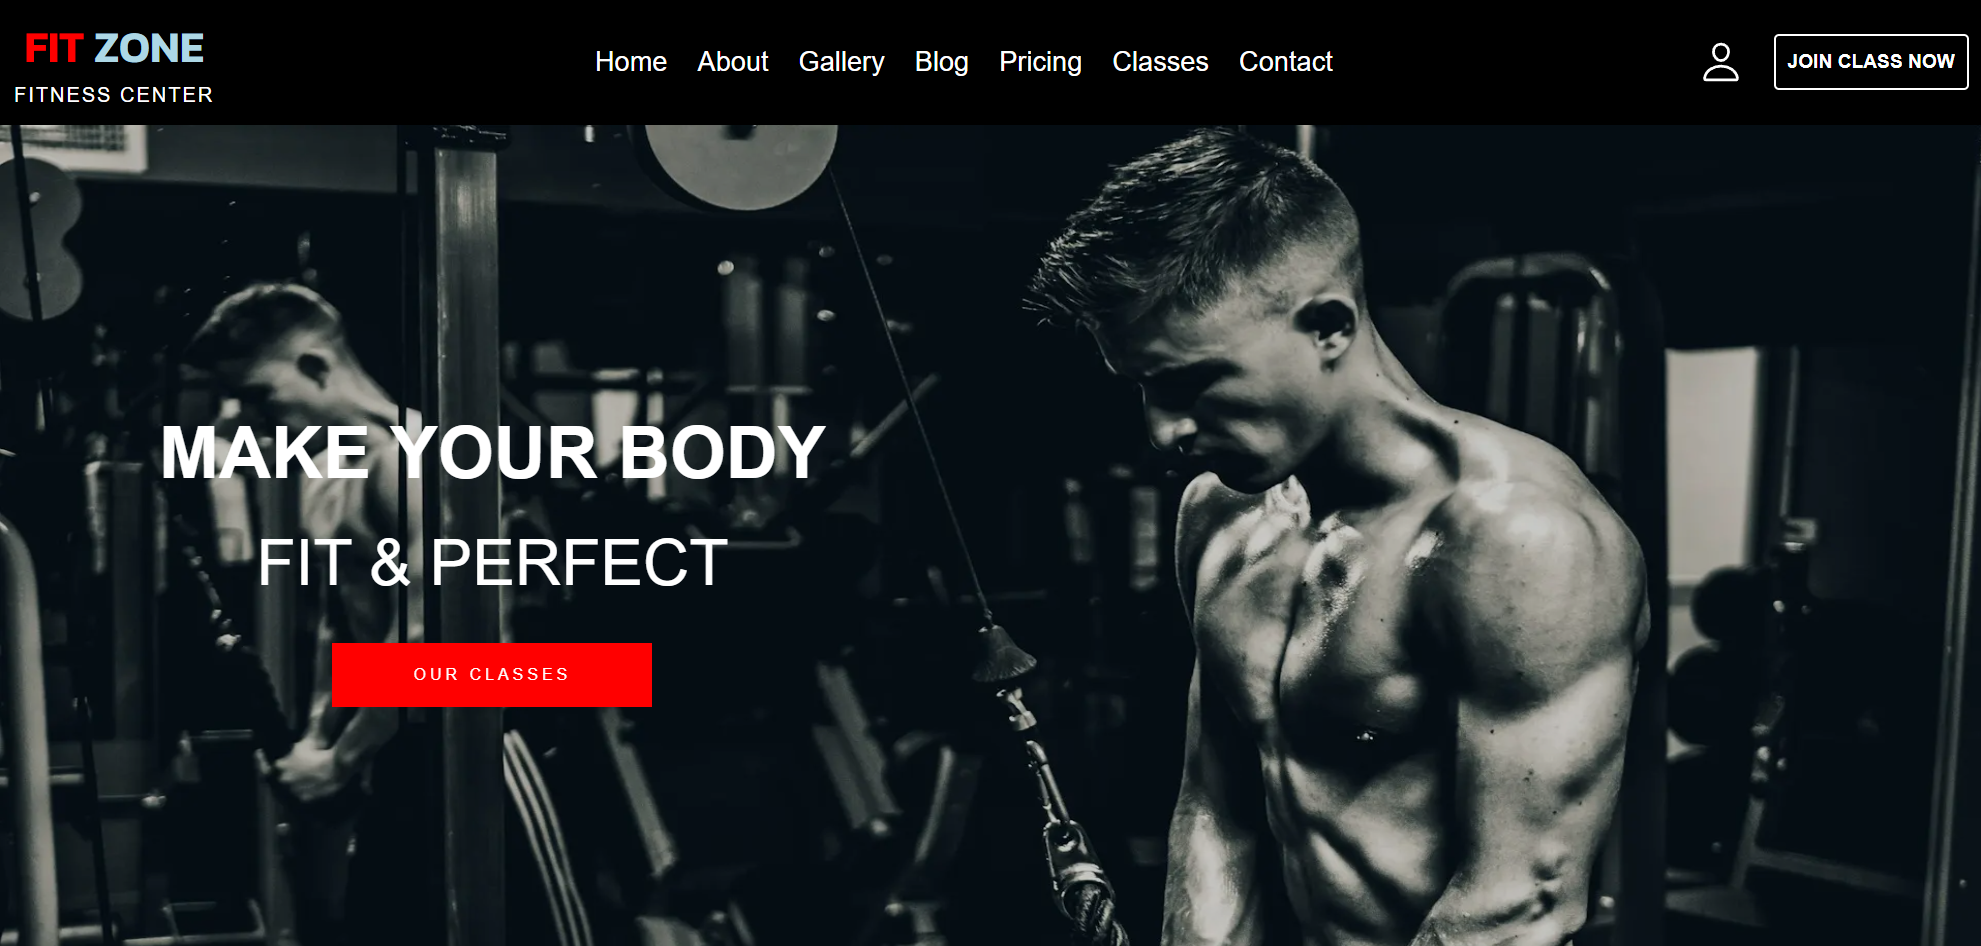 FIT ZONE
FITNESS CENTER
Home About Gallery Blog Pricing Classes Contact
JOIN CLASS NOW
MAKE YOUR BODY
FIT & PERFECT
OUR CLASSES